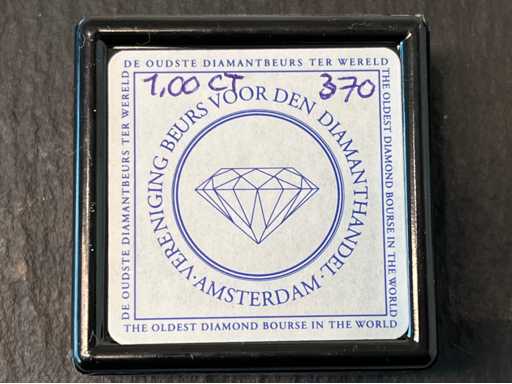 DE OUDSTE DIAMANTBEURS TER WERELD
DE OUDSTE DIAMANTBEURS TER WERELD
THE OLDEST DIAMOND BOURSE IN THE WORLD
THE OLDEST DIAMOND BOURSE IN THE WORLD
1,00 CT 370
VERENIGING BEURS VOOR DEN DIAMANTHANDEL
· AMSTERDAM ·